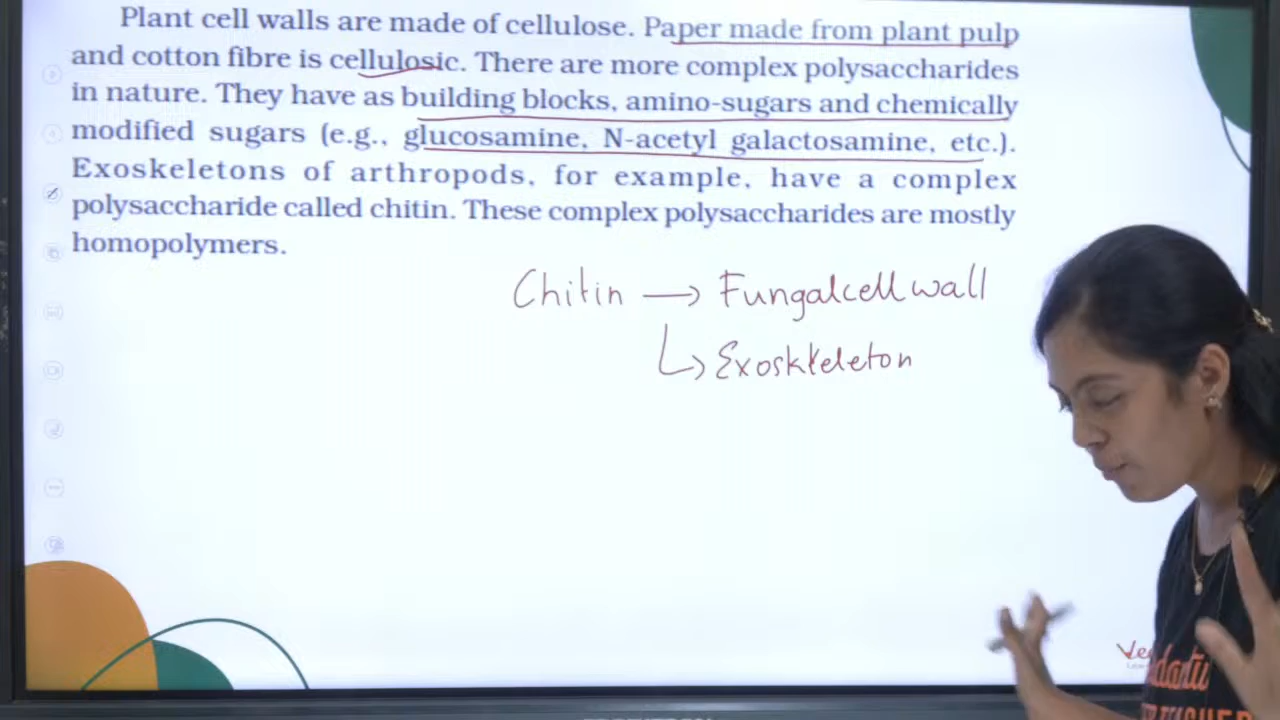 Plant cell walls are made of cellulose. Paper made from plant pulp
and cotton fibre is cellulosic. There are more complex polysaccharides
in nature. They have as building blocks, amino-sugars and chemically
modified sugars (e.g., glucosamine, N-acetyl galactosamine, etc.).
Exoskeletons of arthropods, for example, have a complex
polysaccharide called chitin. These complex polysaccharides are mostly
homopolymers.
Chitin → Fungal cell wall
↳ Exoskeleton